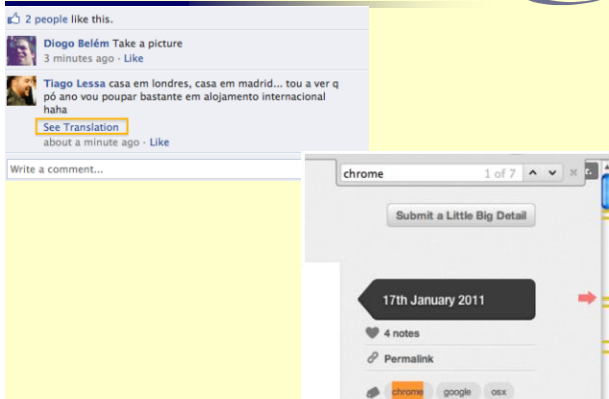 2 people like this.
Diogo Belém Take a picture
3 minutes ago · Like
Tiago Lessa casa em londres, casa em madrid... tou a ver q
pó ano vou poupar bastante em alojamento internacional
haha
See Translation
about a minute ago · Like
Write a comment...
chrome 1 of 7
Submit a Little Big Detail
17th January 2011
4 notes
Permalink
chrome google osx